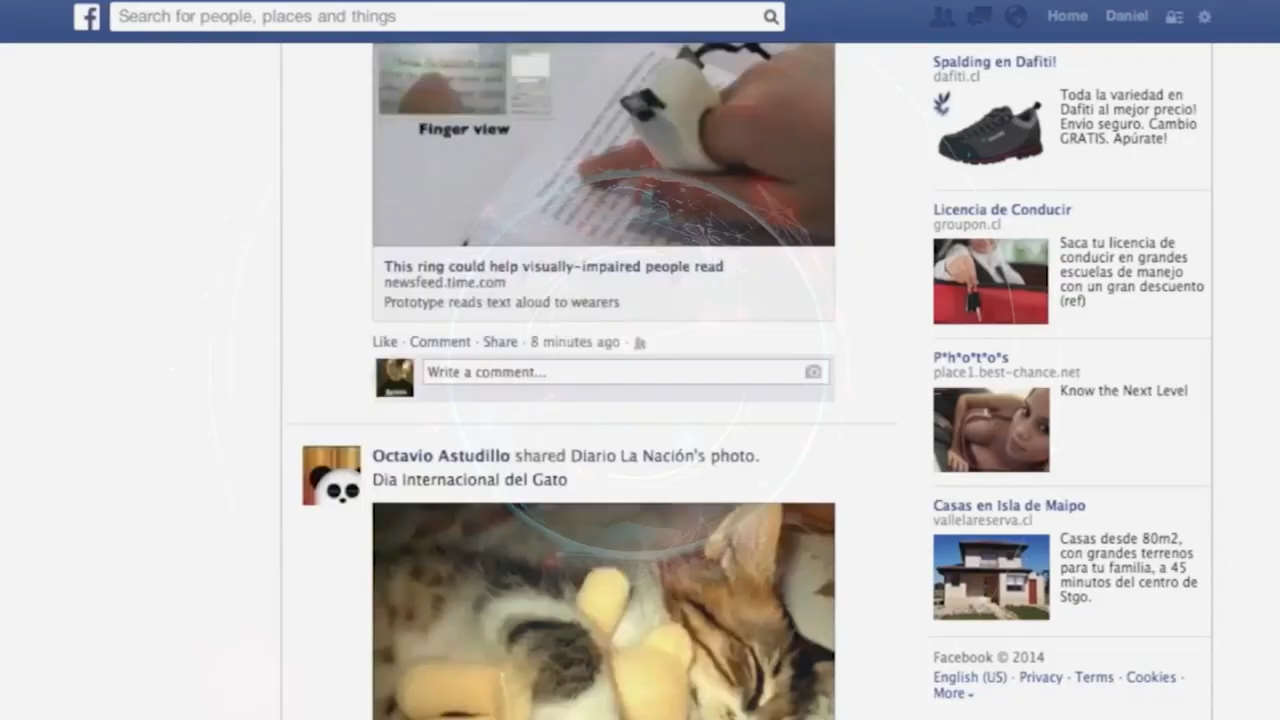 f
Search for people, places and things
Home
Daniel
Finger view
This ring could help visually-impaired people read
newsfeed.time.com
Prototype reads text aloud to wearers
Like · Comment · Share · 8 minutes ago ·
Write a comment...
Octavio Astudillo shared Diario La Nación's photo.
Dia Internacional del Gato
Spalding en Dafiti!
dafiti.cl
Toda la variedad en
Dafiti al mejor precio!
Envío seguro. Cambio
GRATIS. Apúrate!
Licencia de Conducir
groupon.cl
Saca tu licencia de
conducir en grandes
escuelas de manejo
con un gran descuento
(ref)
P*h*o*t*o*s
place1.best-chance.net
Know the Next Level
Casas en Isla de Maipo
vallelareserva.cl
Casas desde 80m2,
con grandes terrenos
para tu familia, a 45
minutos del centro de
Stgo.
Facebook © 2014
English (US) · Privacy · Terms · Cookies ·
More